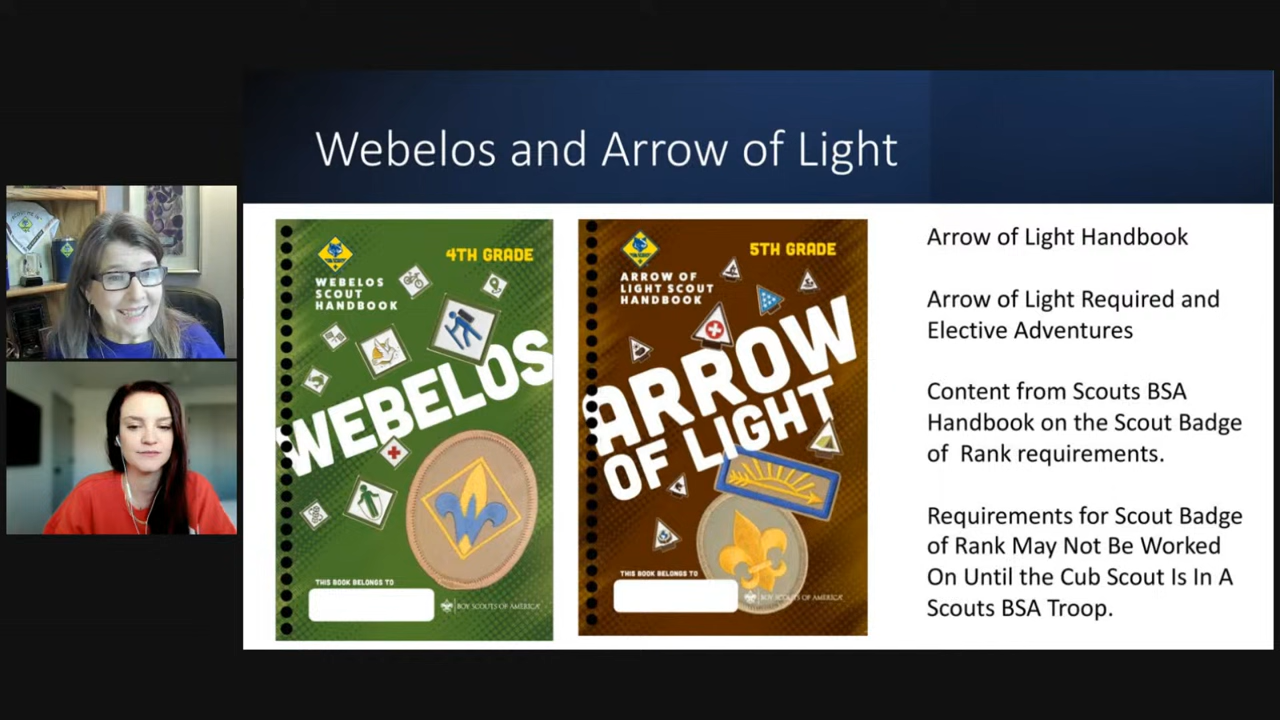 Webelos and Arrow of Light
4TH GRADE
WEBELOS
SCOUT
HANDBOOK
WEBELOS
THIS BOOK BELONGS TO
BOY SCOUTS OF AMERICA
5TH GRADE
ARROW OF
LIGHT SCOUT
HANDBOOK
ARROW
OF LIGHT
THIS BOOK BELONGS TO
BOY SCOUTS OF AMERICA
Arrow of Light Handbook
Arrow of Light Required and
Elective Adventures
Content from Scouts BSA
Handbook on the Scout Badge
of Rank requirements.
Requirements for Scout Badge
of Rank May Not Be Worked
On Until the Cub Scout Is In A
Scouts BSA Troop.